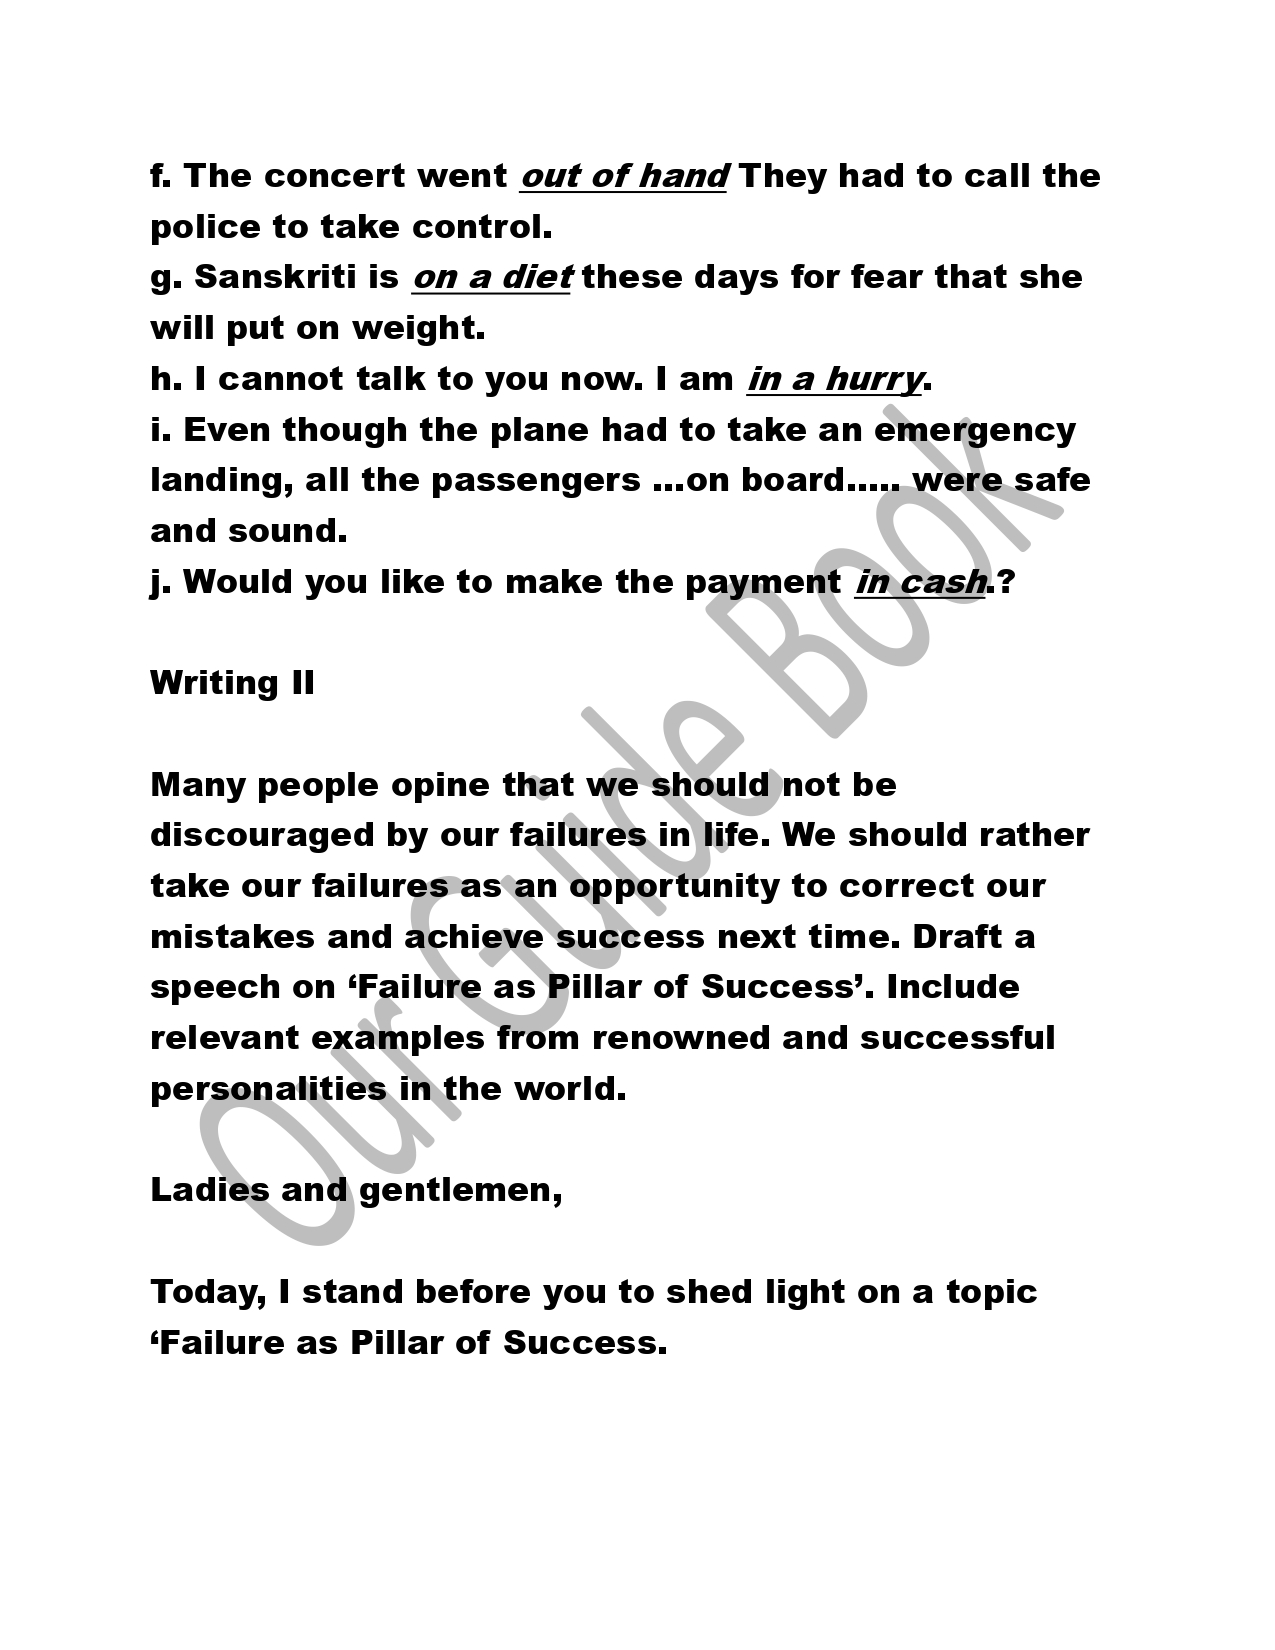 f. The concert went out of hand They had to call the
police to take control.
g. Sanskriti is on a diet these days for fear that she
will put on weight.
h. I cannot talk to you now. I am in a hurry.
i. Even though the plane had to take an emergency
landing, all the passengers …on board….. were safe
and sound.
j. Would you like to make the payment in cash.?
Writing II
Many people opine that we should not be
discouraged by our failures in life. We should rather
take our failures as an opportunity to correct our
mistakes and achieve success next time. Draft a
speech on ‘Failure as Pillar of Success’. Include
relevant examples from renowned and successful
personalities in the world.
Ladies and gentlemen,
Today, I stand before you to shed light on a topic
‘Failure as Pillar of Success.
Our Guide Book